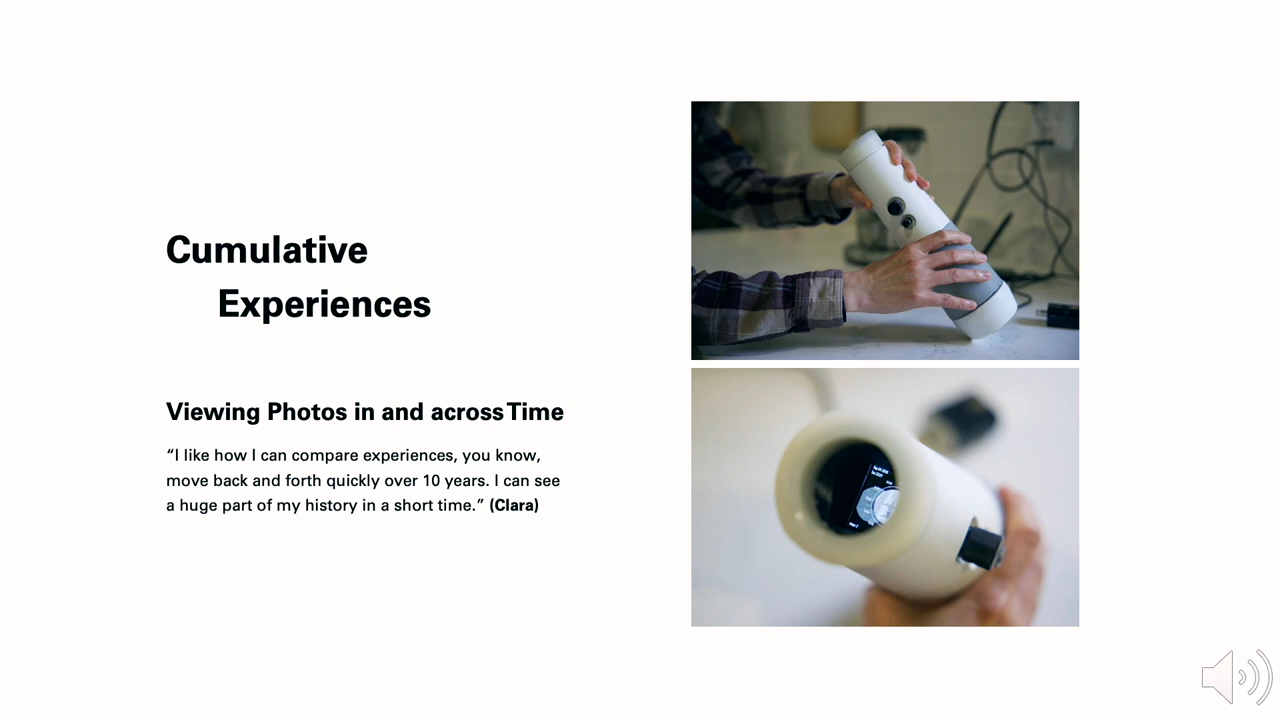 Cumulative
Experiences
Viewing Photos in and across Time
“I like how I can compare experiences, you know,
move back and forth quickly over 10 years. I can see
a huge part of my history in a short time.” (Clara)